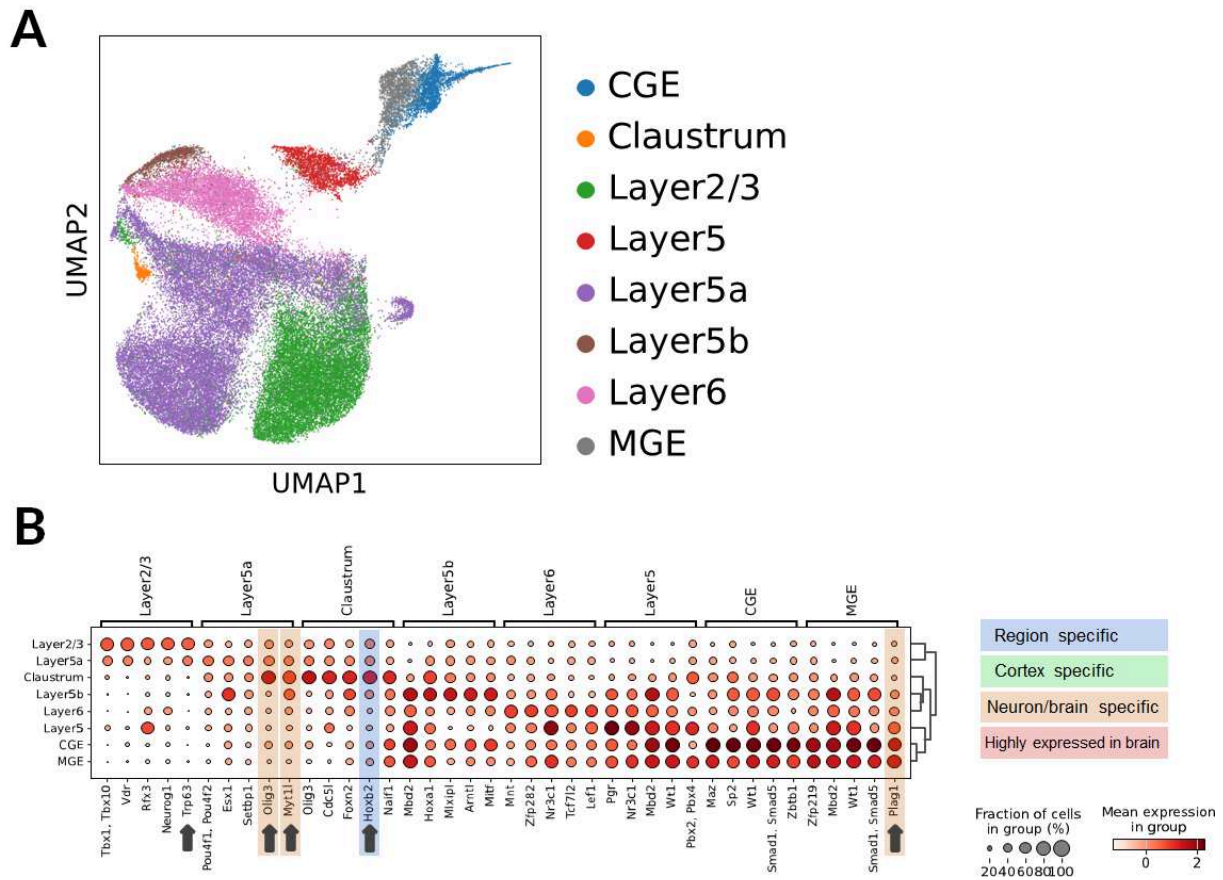 A
UMAP2
UMAP1
CGE
Claustrum
Layer2/3
Layer5
Layer5a
Layer5b
Layer6
MGE
B
Layer2/3
Layer5a
Claustrum
Layer5b
Layer6
Layer5
CGE
MGE
Layer2/3
Layer5a
Claustrum
Layer5b
Layer6
Layer5
CGE
MGE
Tbx1, Tbx10
Vdr
Rfx3
Neurog1
Trp63
Pou4f1, Pou4f2
Esx1
Setbp1
Olig3
Myt1l
Olig3
Cdc5l
Foxn2
Hoxb2
Naif1
Mbd2
Hoxa1
Mlxipl
Arntl
Mitf
Mnt
Zfp282
Nr3c1
Tcf7l2
Lef1
Pgr
Nr3c1
Mbd2
Wt1
Pbx2, Pbx4
Maz
Sp2
Wt1
Smad1, Smad5
Zbtb1
Zfp219
Mbd2
Wt1
Smad1, Smad5
Plag1
Region specific
Cortex specific
Neuron/brain specific
Highly expressed in brain
Fraction of cells
in group (%)
20 40 60 80 100
Mean expression
in group
0 2